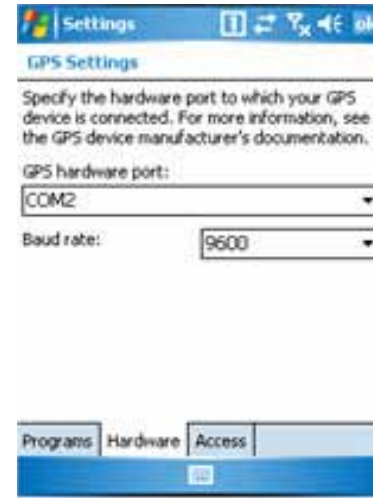 Settings
ok
GPS Settings
Specify the hardware port to which your GPS
device is connected. For more information, see
the GPS device manufacturer's documentation.
GPS hardware port:
COM2
Baud rate: 9600
Programs Hardware Access